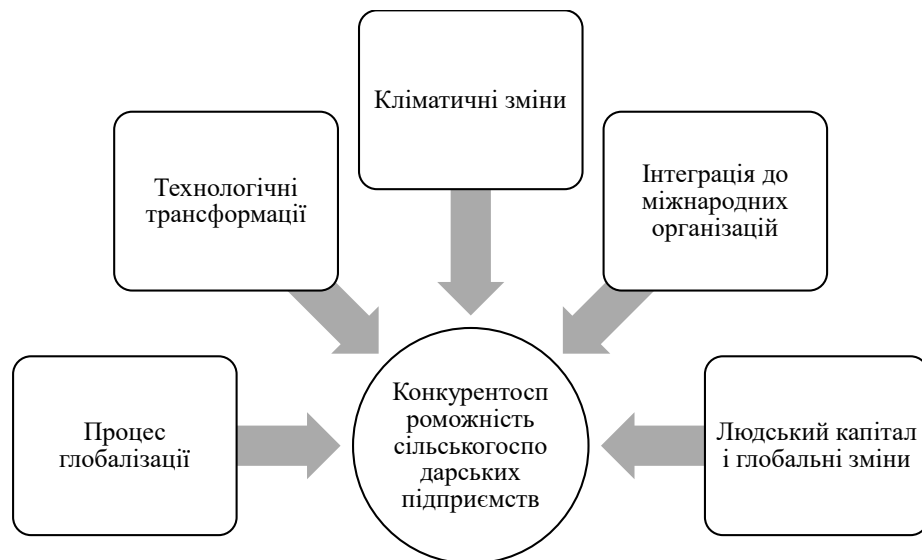 Кліматичні зміни
Технологічні
трансформації
Інтеграція до
міжнародних
організацій
Процес
глобалізації
Конкурентосп
роможність
сільськогоспо
дарських
підприємств
Людський капітал
і глобальні зміни